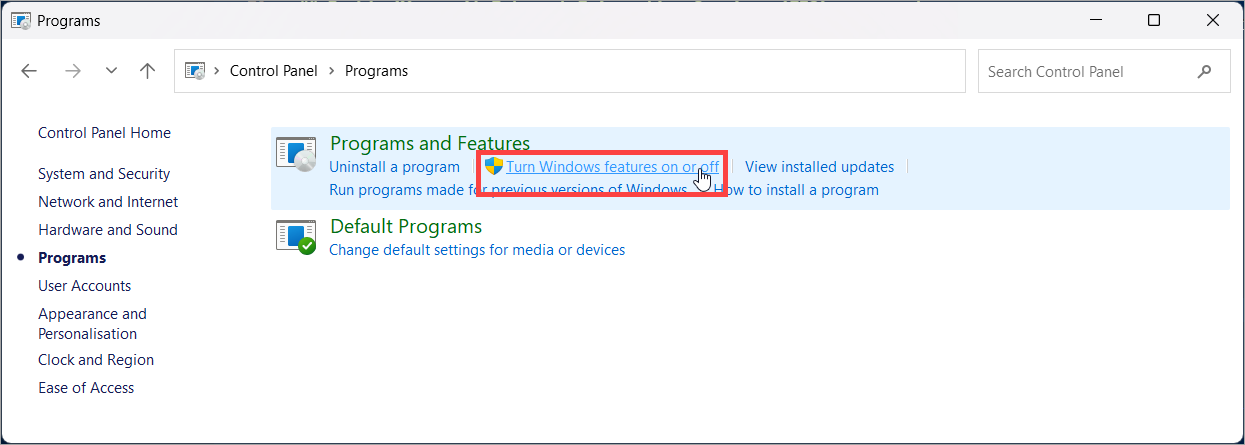 Programs
Control Panel > Programs
Search Control Panel
Control Panel Home
System and Security
Network and Internet
Hardware and Sound
Programs
User Accounts
Appearance and
Personalisation
Clock and Region
Ease of Access
Programs and Features
Uninstall a program
Turn Windows features on or off
View installed updates
Run programs made for previous versions of Windows
How to install a program
Default Programs
Change default settings for media or devices